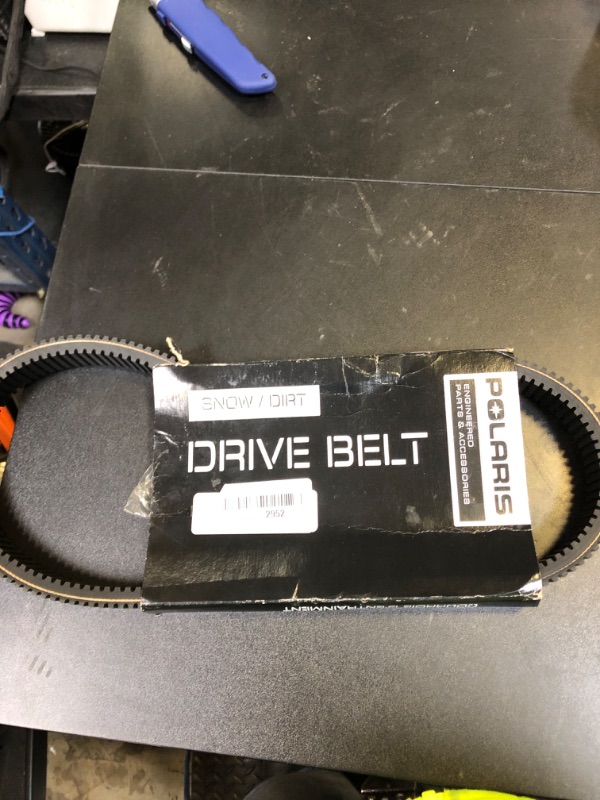 SNOW / DIRT
DRIVE BELT
2952
POLARIS
ENGINEERED
PARTS & ACCESSORIES